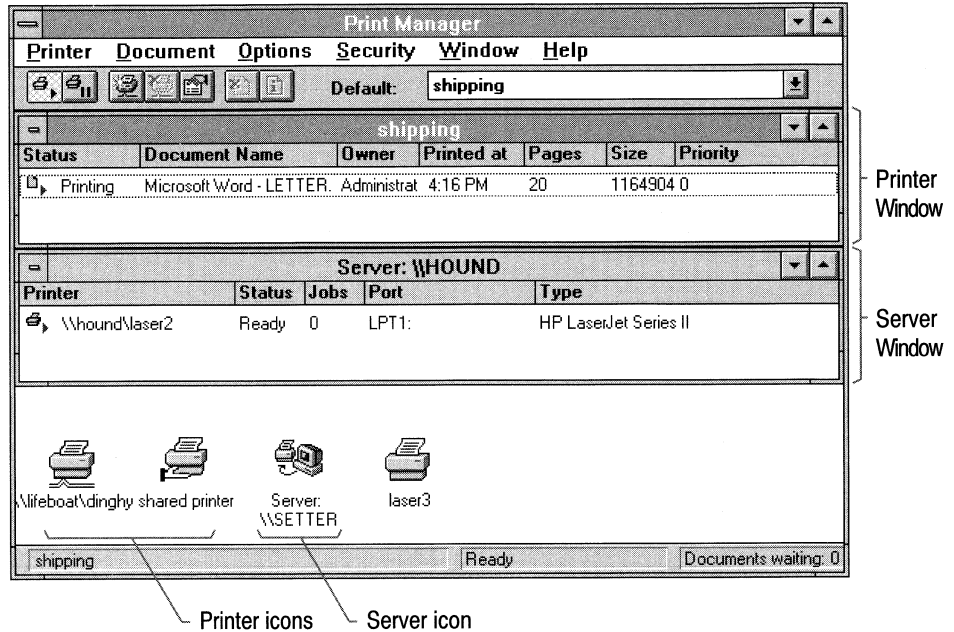 Print Manager
Printer Document Options Security Window Help
Default: shipping
shipping
Status Document Name Owner Printed at Pages Size Priority
Printing Microsoft Word - LETTER. Administrat 4:16 PM 20 1164904 0
Printer
Window
Server: \\HOUND
Printer Status Jobs Port Type
\\hound\laser2 Ready 0 LPT1: HP LaserJet Series II
Server
Window
\\lifeboat\dinghy shared printer Server: laser3
\\SETTER
shipping Ready Documents waiting: 0
Printer icons Server icon